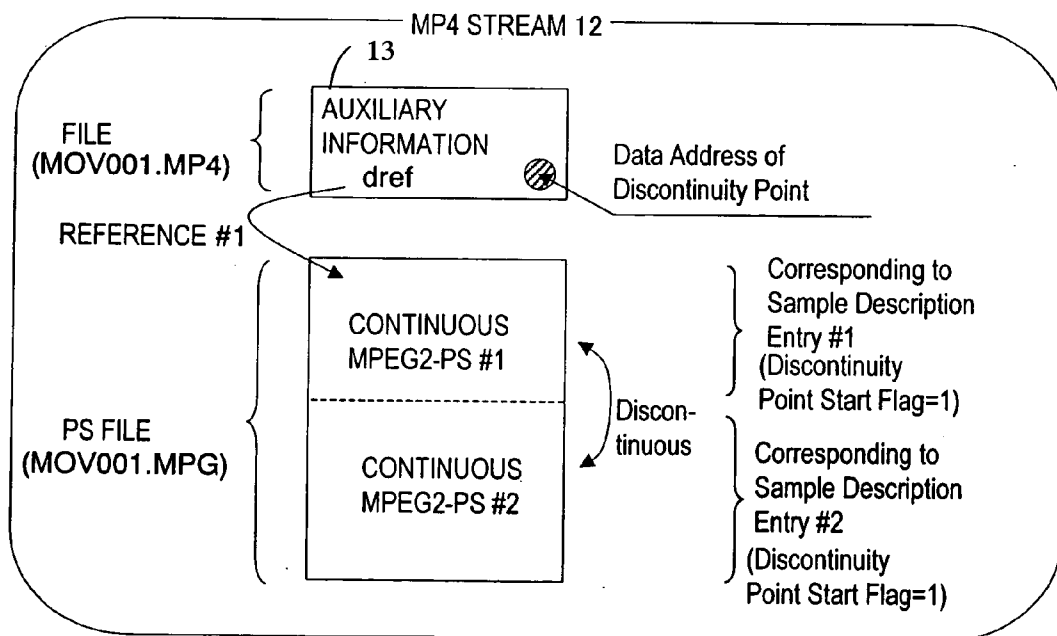 MP4 STREAM 12
13
AUXILIARY
INFORMATION
dref
FILE
(MOV001.MP4)
Data Address of
Discontinuity Point
REFERENCE #1
CONTINUOUS
MPEG2-PS #1
CONTINUOUS
MPEG2-PS #2
PS FILE
(MOV001.MPG)
Discon-
tinuous
Corresponding to
Sample Description
Entry #1
(Discontinuity
Point Start Flag=1)
Corresponding to
Sample Description
Entry #2
(Discontinuity
Point Start Flag=1)